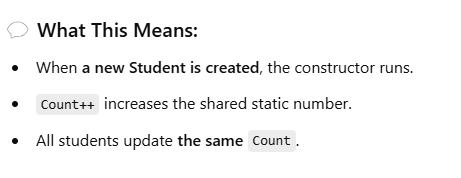 What This Means:
• When a new Student is created, the constructor runs.
• Count++ increases the shared static number.
• All students update the same Count.